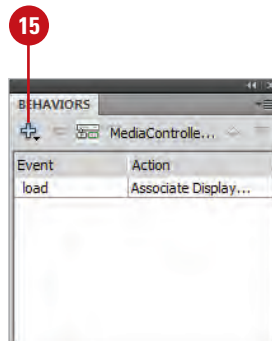 15
BEHAVIORS
MediaControlle...
Event Action
load Associate Display...